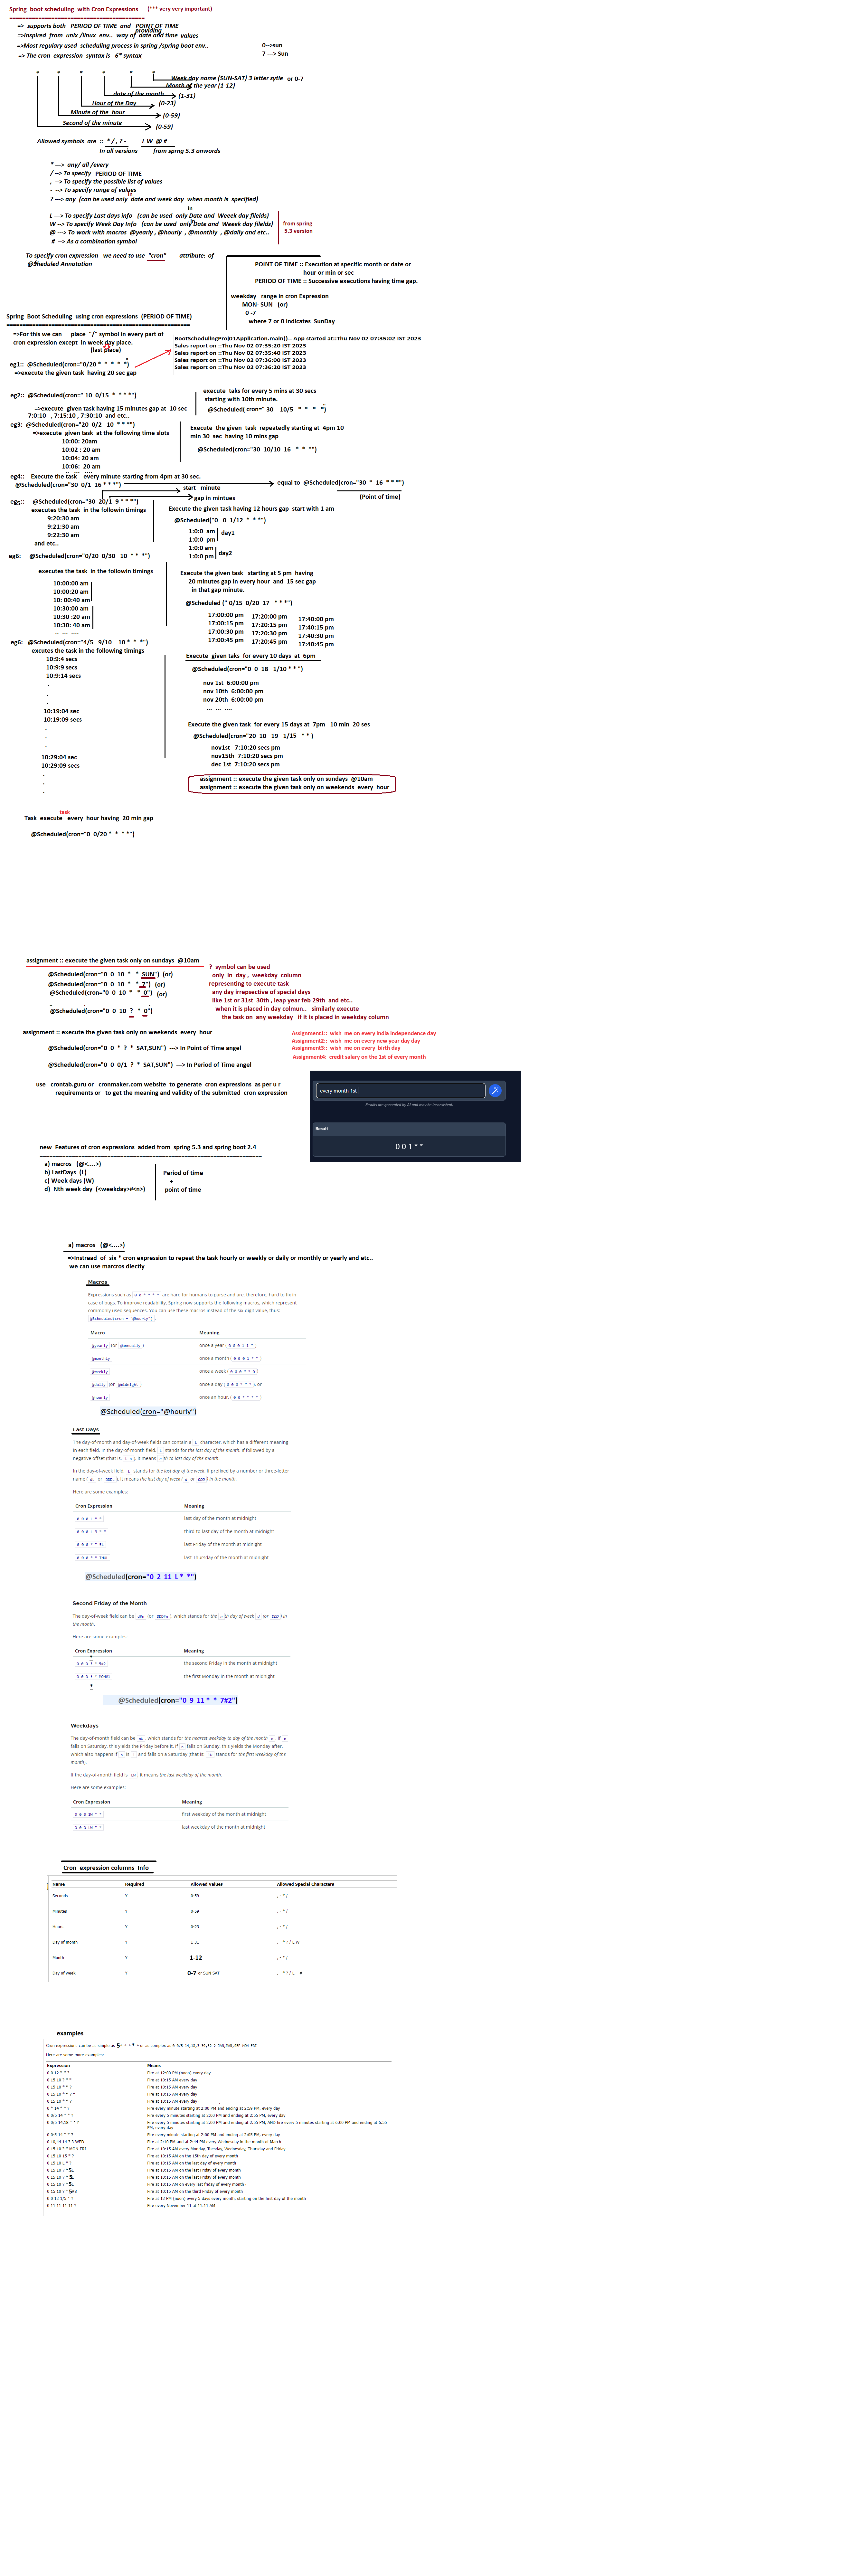 Spring boot scheduling with Cron Expressions (*** very very important)
==========================================
=> supports both PERIOD OF TIME and POINT OF TIME
providing
=>Inspired from unix /linux env.. way of date and time values
=>Most regulary used scheduling process in spring /spring boot env..
0-->sun
=> The cron expression syntax is 6* syntax
7 ---> Sun
* * * * * *
Week day name (SUN-SAT) 3 letter sytle or 0-7
Month of the year (1-12)
date of the month (1-31)
Hour of the Day (0-23)
Minute of the hour (0-59)
Second of the minute (0-59)
Allowed symbols are :: * / , ? - L W @ #
In all versions from sprng 5.3 onwords
* ---> any/ all /every
/ --> To specify PERIOD OF TIME
, --> To specify the possible list of values
- --> To specify range of values
in
? ---> any (can be used only date and week day when month is specified)
in
L ---> To specify Last days info (can be used only Date and Weeek day filelds)
W --> To specify Week Day Info (can be used only Date and Weeek day filelds)
@ ---> To work with macros @yearly , @hourly , @monthly , @daily and etc..
# --> As a combination symbol
from spring
5.3 version
To specify cron expression we need to use "cron" attribute of
@Sheduled Annotation
POINT OF TIME :: Execution at specific month or date or
hour or min or sec
PERIOD OF TIME :: Successive executions having time gap.
weekday range in cron Expression
MON- SUN (or)
0 -7
where 7 or 0 indicates SunDay
Spring Boot Scheduling using cron expressions (PERIOD OF TIME)
==========================================================
=>For this we can place "/" symbol in every part of
cron expression except in week day place.
(last place)
BootSchedulingProj01Application.main()-- App started at::Thu Nov 02 07:35:02 IST 2023
Sales report on ::Thu Nov 02 07:35:20 IST 2023
Sales report on ::Thu Nov 02 07:35:40 IST 2023
Sales report on ::Thu Nov 02 07:36:00 IST 2023
Sales report on ::Thu Nov 02 07:36:20 IST 2023
eg1:: @Scheduled(cron="0/20 * * * * *")
=>execute the given task having 20 sec gap
eg2:: @Scheduled(cron=" 10 0/15 * * * *")
=>execute given task having 15 minutes gap at 10 sec
7:0:10 , 7:15:10 , 7:30:10 and etc..
execute taks for every 5 mins at 30 secs
starting with 10th minute.
@Scheduled( cron=" 30 10/5 * * * *")
eg3: @Scheduled(cron="20 0/2 10 * * *")
=>execute given task at the following time slots
10:00: 20am
10:02 : 20 am
10:04: 20 am
10:06: 20 am
.. ... ....
Execute the given task repeatedly starting at 4pm 10
min 30 sec having 10 mins gap
@Scheduled(cron="30 10/10 16 * * *")
eg4:: Execute the task every minute starting from 4pm at 30 sec.
@Scheduled(cron="30 0/1 16 * * *")
equal to @Scheduled(cron="30 * 16 * * *")
(Point of time)
start minute
gap in mintues
eg5:: @Scheduled(cron="30 20/1 9 * * *")
executes the task in the followin timings
9:20:30 am
9:21:30 am
9:22:30 am
and etc..
Execute the given task having 12 hours gap start with 1 am
@Scheduled("0 0 1/12 * * *")
1:0:0 am
1:0:0 pm
day1
1:0:0 am
1:0:0 pm
day2
eg6: @Scheduled(cron="0/20 0/30 10 * * *")
executes the task in the followin timings
10:00:00 am
10:00:20 am
10: 00:40 am
10:30:00 am
10:30 :20 am
10:30: 40 am
... .... ....
Execute the given task starting at 5 pm having
20 minutes gap in every hour and 15 sec gap
in that gap minute.
@Scheduled (" 0/15 0/20 17 * * *")
17:00:00 pm 17:20:00 pm 17:40:00 pm
17:00:15 pm 17:20:15 pm 17:40:15 pm
17:00:30 pm 17:20:30 pm 17:40:30 pm
17:00:45 pm 17:20:45 pm 17:40:45 pm
eg6: @Scheduled(cron="4/5 9/10 10 * * *")
excutes the task in the following timings
10:9:4 secs
10:9:9 secs
10:9:14 secs
.
.
.
10:19:04 sec
10:19:09 secs
.
.
.
10:29:04 sec
10:29:09 secs
.
.
.
Execute given taks for every 10 days at 6pm
@Scheduled(cron="0 0 18 1/10 * * ")
nov 1st 6:00:00 pm
nov 10th 6:00:00 pm
nov 20th 6:00:00 pm
... ... ....
Execute the given task for every 15 days at 7pm 10 min 20 ses
@Scheduled(cron="20 10 19 1/15 * * )
nov1st 7:10:20 secs pm
nov15th 7:10:20 secs pm
dec 1st 7:10:20 secs pm
assignment :: execute the given task only on sundays @10am
assignment :: execute the given task only on weekends every hour
task
Task execute every hour having 20 min gap
@Scheduled(cron="0 0/20 * * * *")
assignment :: execute the given task only on sundays @10am
@Scheduled(cron="0 0 10 * * SUN") (or)
@Scheduled(cron="0 0 10 * * 7") (or)
@Scheduled(cron="0 0 10 * * 0") (or)
@Scheduled(cron="0 0 10 ? * 0")
? symbol can be used
only in day , weekday column
representing to execute task
any day irrepsective of special days
like 1st or 31st 30th , leap year feb 29th and etc..
when it is placed in day colmun.. similarly execute
the task on any weekday if it is placed in weekday column
assignment :: execute the given task only on weekends every hour
@Scheduled(cron="0 0 * ? * SAT,SUN") ---> In Point of Time angel
@Scheduled(cron="0 0 0/1 ? * SAT,SUN") ---> In Period of Time angel
Assignment1:: wish me on every india independence day
Assignment2:: wish me on every new year day day
Assignment3:: wish me on every birth day
Assignment4: credit salary on the 1st of every month
use crontab.guru or cronmaker.com website to generate cron expressions as per u r
requirements or to get the meaning and validity of the submitted cron expression
every month 1st
Results are generated by AI and may be inconsistent.
Result
0 0 1 * *
new Features of cron expressions added from spring 5.3 and spring boot 2.4
======================================================================
a) macros (@<....>)
b) LastDays (L)
c) Week days (W)
d) Nth week day (<weekday>#<n>)
Period of time
+
point of time
a) macros (@<....>)
=>Instread of six * cron expression to repeat the task hourly or weekly or daily or monthly or yearly and etc..
we can use marcros diectly
Macros
Expressions such as 0 0 * * * * are hard for humans to parse and are, therefore, hard to fix in
case of bugs. To improve readability, Spring now supports the following macros, which represent
commonly used sequences. You can use these macros instead of the six-digit value, thus:
@Scheduled(cron = "@hourly") .
Macro Meaning
@yearly (or @annually ) once a year ( 0 0 0 1 1 * )
@monthly once a month ( 0 0 0 1 * * )
@weekly once a week ( 0 0 0 * * 0 )
@daily (or @midnight ) once a day ( 0 0 0 * * * ), or
@hourly once an hour, ( 0 0 * * * * )
@Scheduled(cron="@hourly")
Last Days
The day-of-month and day-of-week fields can contain a L character, which has a different meaning
in each field. In the day-of-month field, L stands for the last day of the month. If followed by a
negative offset (that is, L-n ), it means n th-to-last day of the month.
In the day-of-week field, L stands for the last day of the week. If prefixed by a number or three-letter
name ( dL or DDDL ), it means the last day of week ( d or DDD ) in the month.
Here are some examples:
Cron Expression Meaning
0 0 0 L * * last day of the month at midnight
0 0 0 L-3 * * third-to-last day of the month at midnight
0 0 0 * * 5L last Friday of the month at midnight
0 0 0 * * THUL last Thursday of the month at midnight
@Scheduled(cron="0 2 11 L * *")
Second Friday of the Month
The day-of-week field can be d#n (or DDD#n ), which stands for the n th day of week d (or DDD ) in
the month.
Here are some examples:
Cron Expression Meaning
*
0 0 0 ? * 5#2 the second Friday in the month at midnight
0 0 0 ? * MON#1 the first Monday in the month at midnight
*
@Scheduled(cron="0 9 11 * * 7#2")
Weekdays
The day-of-month field can be nW , which stands for the nearest weekday to day of the month n . If n
falls on Saturday, this yields the Friday before it. If n falls on Sunday, this yields the Monday after,
which also happens if n is 1 and falls on a Saturday (that is 1W stands for the first weekday of the
month).
If the day-of-month field is LW , it means the last weekday of the month.
Here are some examples:
Cron Expression Meaning
0 0 0 1W * * first weekday of the month at midnight
0 0 0 LW * * last weekday of the month at midnight
Cron expression columns Info
Name Required Allowed Values Allowed Special Characters
Seconds Y 0-59 , - * /
Minutes Y 0-59 , - * /
Hours Y 0-23 , - * /
Day of month Y 1-31 , - * ? / L W
Month Y 1-12 , - * /
Day of week Y 0-7 or SUN-SAT , - * ? / L #
examples
Here are some more examples:
Expression Means
0 0 12 * * ? Fire at 12:00 PM (noon) every day
0 15 10 ? * * Fire at 10:15 AM every day
0 15 10 * * ? Fire at 10:15 AM every day
0 15 10 * * ? * Fire at 10:15 AM every day
0 15 10 * * ? Fire at 10:15 AM every day
0 * 14 * * ? Fire every minute starting at 2:00 PM and ending at 2:59 PM, every day
0 0/5 14 * * ? Fire every 5 minutes starting at 2:00 PM and ending at 2:55 PM, every day
0 0/5 14,18 * * ? Fire every 5 minutes starting at 2:00 PM and ending at 2:55 PM, AND fire every 5 minutes starting at 6:00 PM and ending at 6:55
PM, every day
0 0-5 14 * * ? Fire every minute starting at 2:00 PM and ending at 2:05 PM, every day
0 10,44 14 ? 3 WED Fire at 2:10 PM and at 2:44 PM every Wednesday in the month of March
0 15 10 ? * MON-FRI Fire at 10:15 AM every Monday, Tuesday, Wednesday, Thursday and Friday
0 15 10 15 * ? Fire at 10:15 AM on the 15th day of every month
0 15 10 L * ? Fire at 10:15 AM on the last day of every month
0 15 10 ? * 5L Fire at 10:15 AM on the last Friday of every month
0 15 10 ? * 5L Fire at 10:15 AM on the last Friday of every month
0 15 10 ? * 5L Fire at 10:15 AM on every last friday of every month
0 15 10 ? * 5#3 Fire at 10:15 AM on the third Friday of every month
0 0 12 1/5 * ? Fire at 12 PM (noon) every 5 days every month, starting on the first day of the month
0 11 11 11 11 ? Fire every November 11 at 11:11 AM